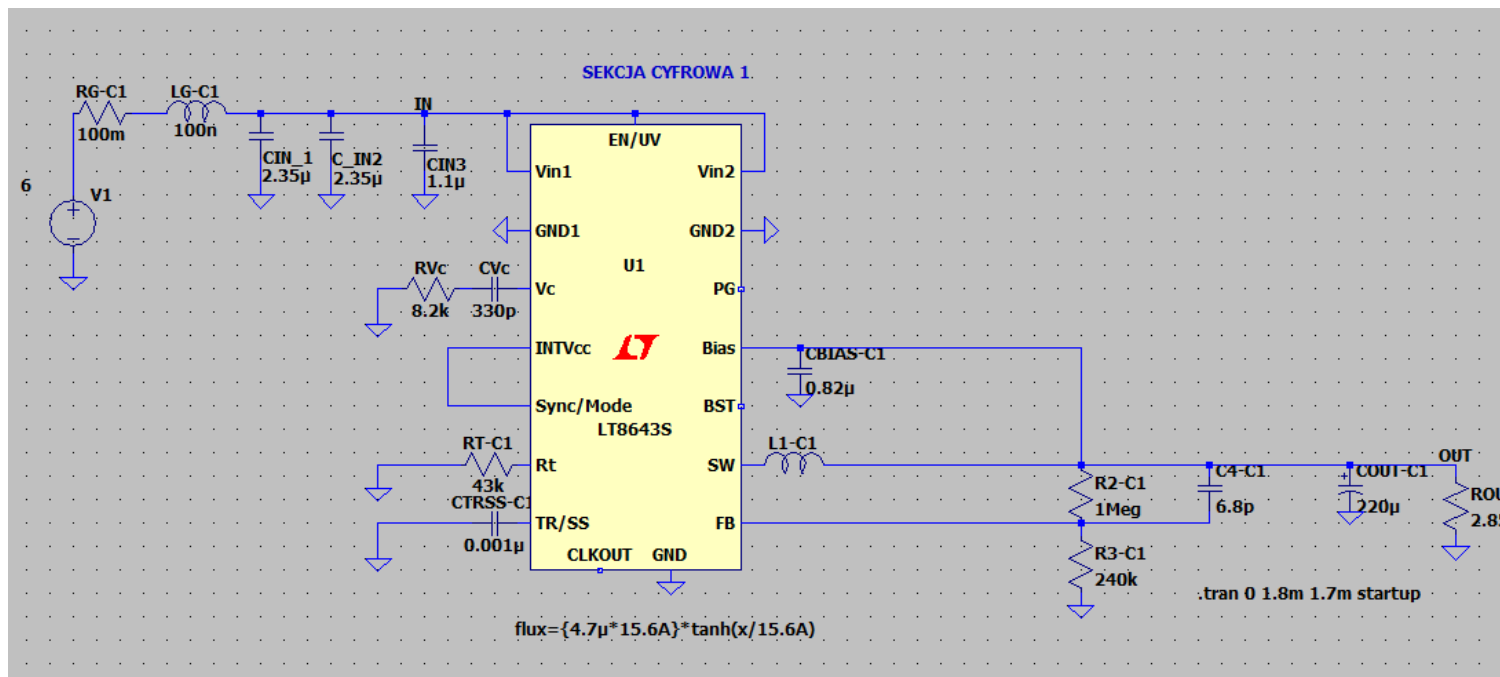 SEKCJA CYFROWA 1
RG-C1
100m
LG-C1
100n
IN
CIN_1
2.35µ
C_IN2
2.35µ
CIN3
1.1µ
6
V1
EN/UV
Vin1
Vin2
GND1
GND2
U1
RVc
8.2k
CVc
330p
Vc
PG
INTVcc
Bias
CBIAS-C1
0.82µ
Sync/Mode
BST
LT8643S
RT-C1
43k
Rt
SW
L1-C1
CTRSS-C1
0.001µ
TR/SS
FB
CLKOUT
GND
R2-C1
1Meg
C4-C1
6.8p
COUT-C1
220µ
OUT
R3-C1
240k
.tran 0 1.8m 1.7m startup
flux={4.7µ*15.6A}*tanh(x/15.6A)